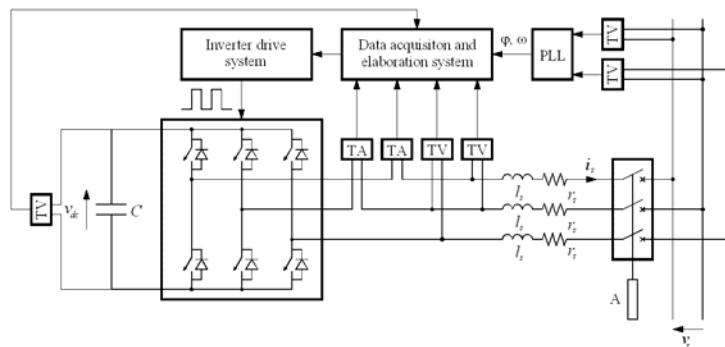 TV
Inverter drive
system
Data acquisiton and
elaboration system
φ, ω
PLL
TV
TA
TA
TV
TV
TV
v_dc
C
l_s
r_s
i_s
l_s
r_s
l_s
r_s
A
v_s